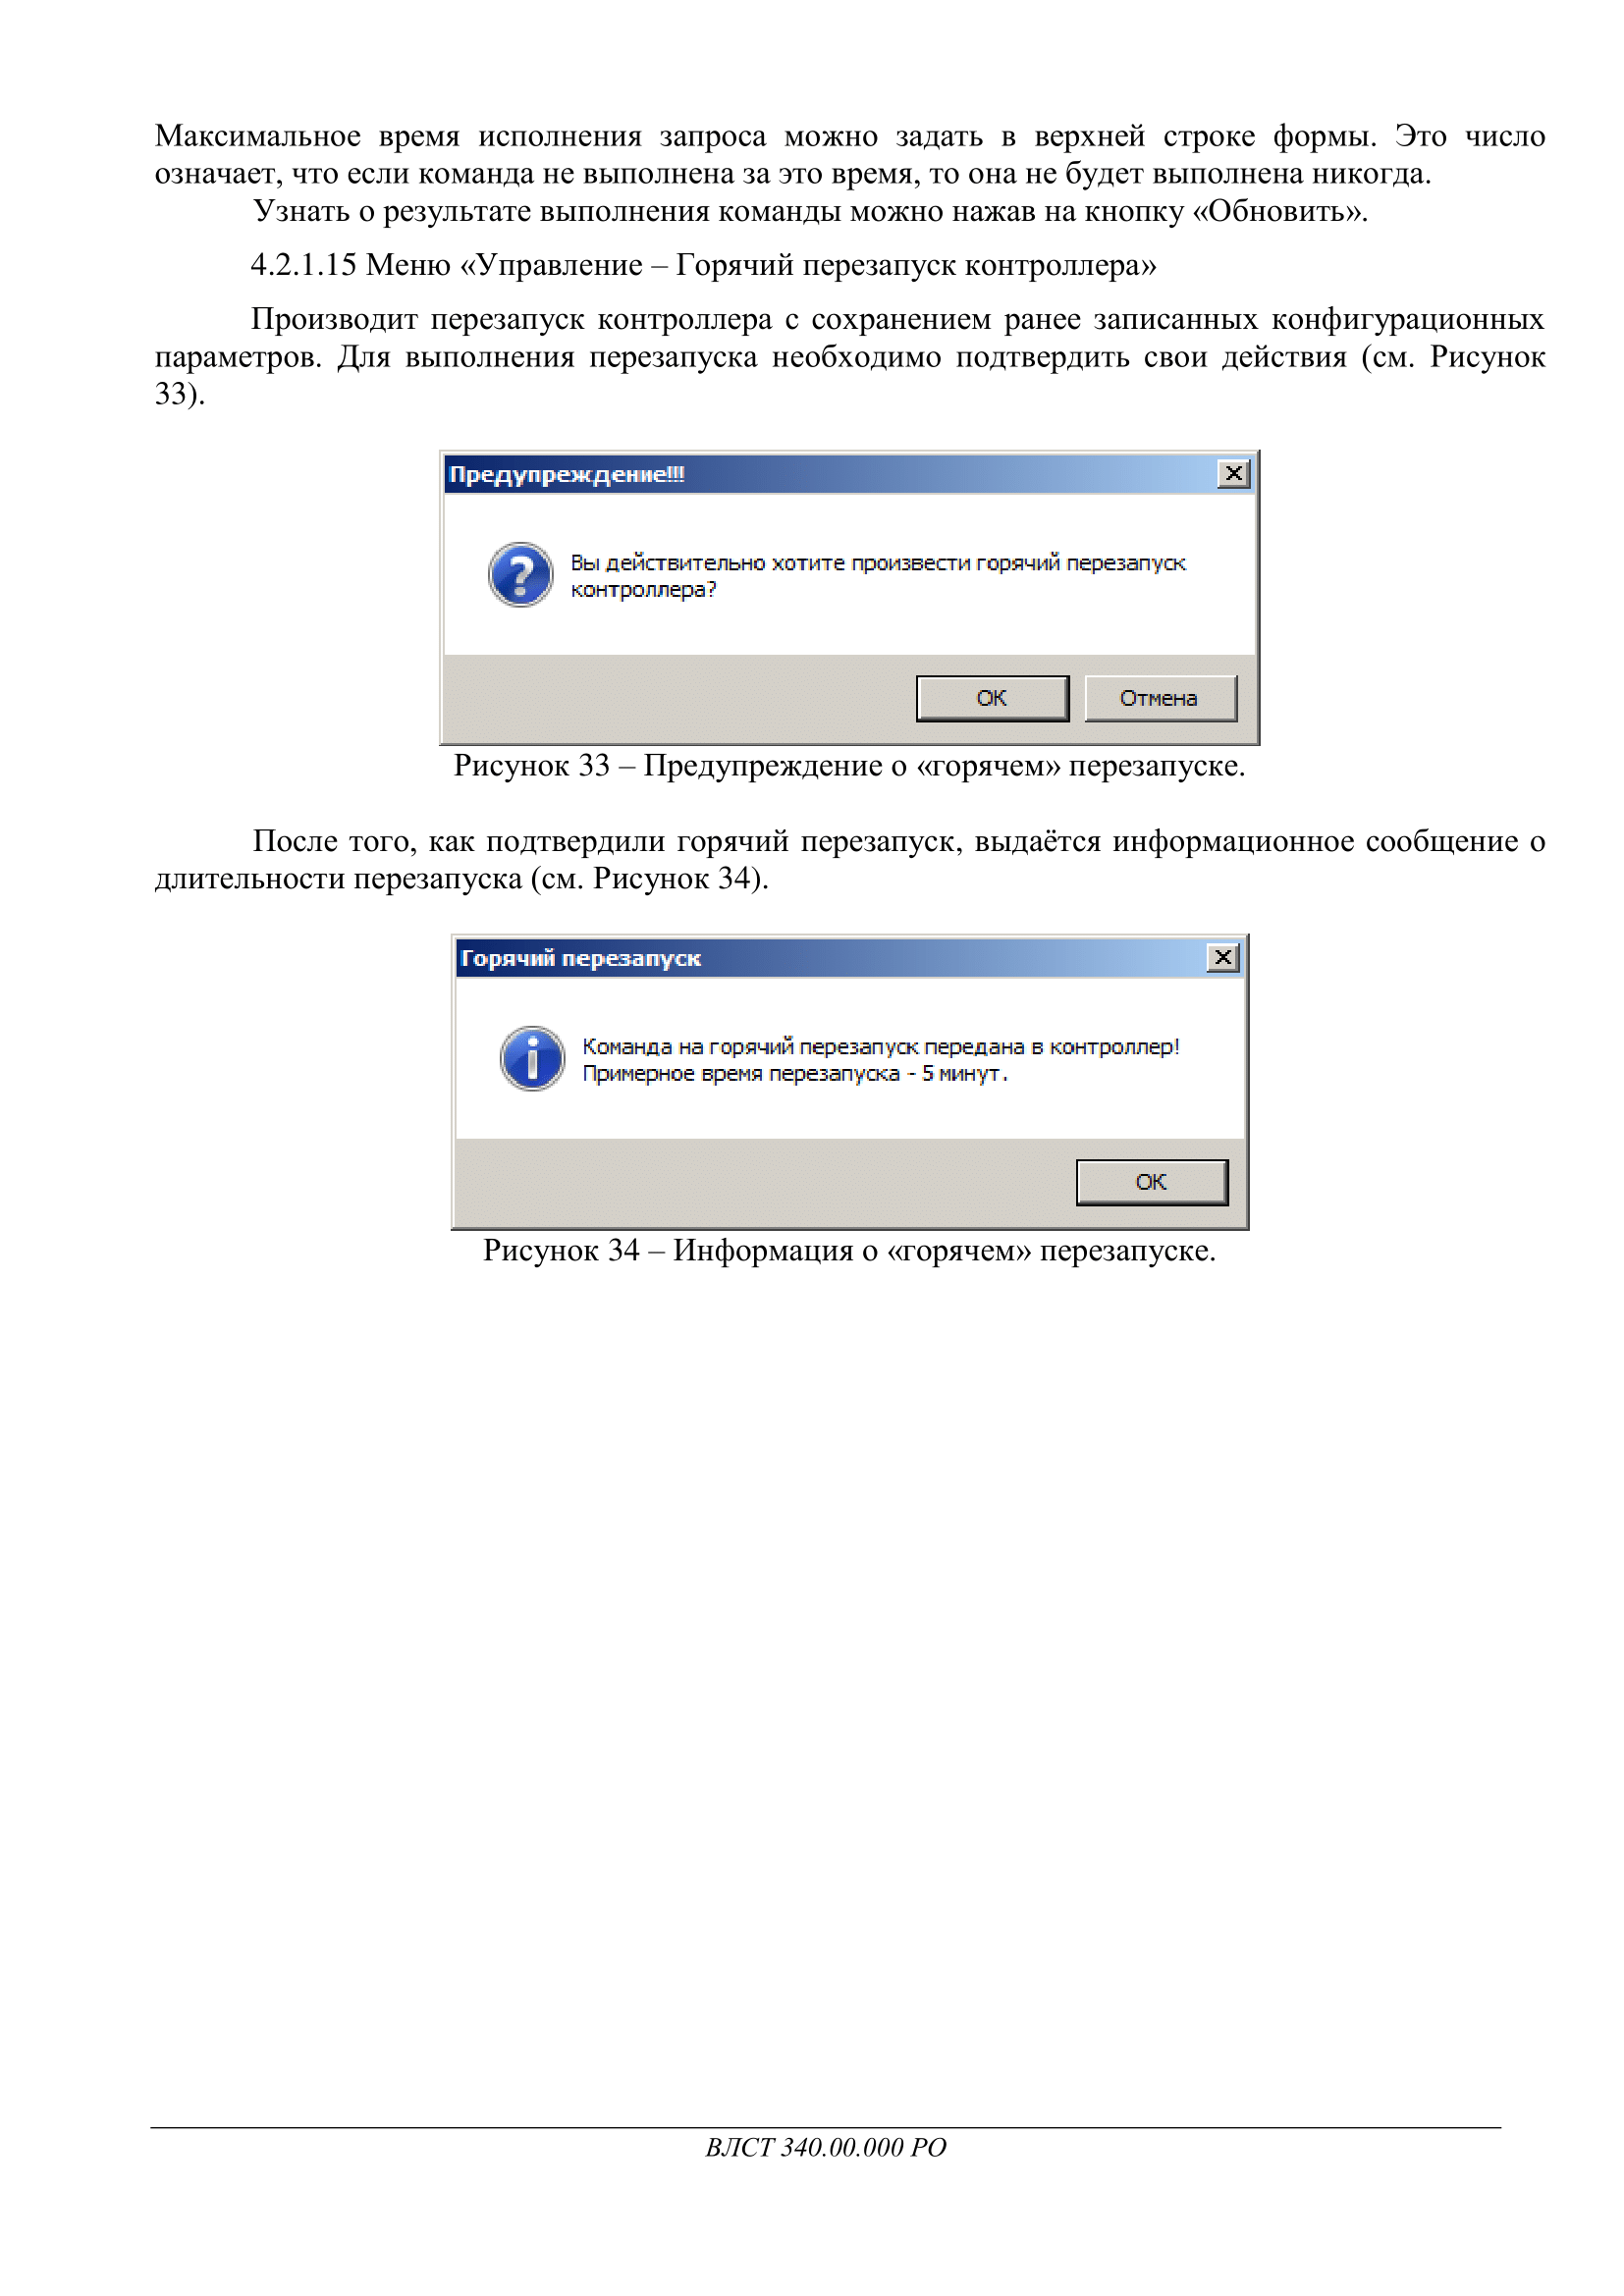 Максимальное время исполнения запроса можно задать в верхней строке формы. Это число
означает, что если команда не выполнена за это время, то она не будет выполнена никогда.
Узнать о результате выполнения команды можно нажав на кнопку «Обновить».
4.2.1.15 Меню «Управление – Горячий перезапуск контроллера»
Производит перезапуск контроллера с сохранением ранее записанных конфигурационных
параметров. Для выполнения перезапуска необходимо подтвердить свои действия (см. Рисунок
33).
Предупреждение!!!
Вы действительно хотите произвести горячий перезапуск
контроллера?
ОК Отмена
Рисунок 33 – Предупреждение о «горячем» перезапуске.
После того, как подтвердили горячий перезапуск, выдаётся информационное сообщение о
длительности перезапуска (см. Рисунок 34).
Горячий перезапуск
Команда на горячий перезапуск передана в контроллер!
Примерное время перезапуска - 5 минут.
ОК
Рисунок 34 – Информация о «горячем» перезапуске.
ВЛСТ 340.00.000 РО